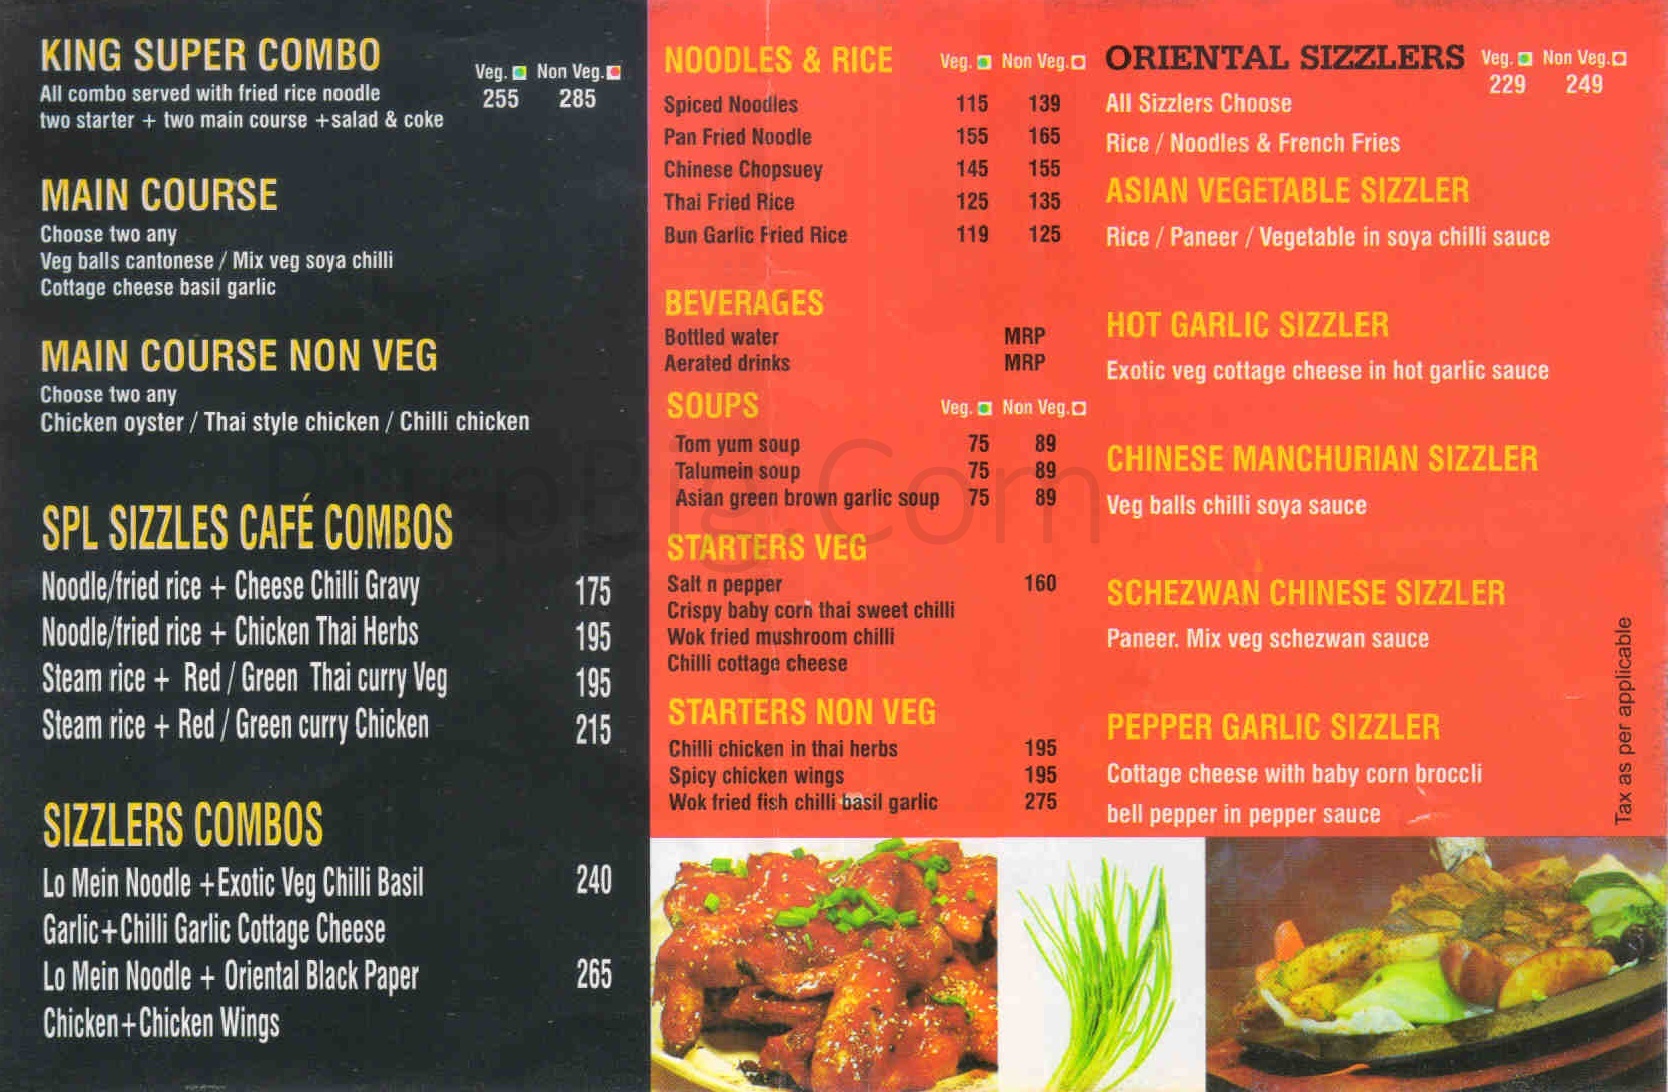 KING SUPER COMBO
Veg. Non Veg.
All combo served with fried rice noodle
255 285
two starter + two main course +salad & coke
MAIN COURSE
Choose two any
Veg balls cantonese / Mix veg soya chilli
Cottage cheese basil garlic
MAIN COURSE NON VEG
Choose two any
Chicken oyster / Thai style chicken / Chilli chicken
SPL SIZZLES CAFÉ COMBOS
Noodle/fried rice + Cheese Chilli Gravy 175
Noodle/fried rice + Chicken Thai Herbs 195
Steam rice + Red / Green Thai curry Veg 195
Steam rice + Red / Green curry Chicken 215
SIZZLERS COMBOS
Lo Mein Noodle +Exotic Veg Chilli Basil 240
Garlic+Chilli Garlic Cottage Cheese
Lo Mein Noodle + Oriental Black Paper 265
Chicken+Chicken Wings
NOODLES & RICE Veg. Non Veg.
Spiced Noodles 115 139
Pan Fried Noodle 155 165
Chinese Chopsuey 145 155
Thai Fried Rice 125 135
Bun Garlic Fried Rice 119 125
BEVERAGES
Bottled water MRP
Aerated drinks MRP
SOUPS Veg. Non Veg.
Tom yum soup 75 89
Talumein soup 75 89
Asian green brown garlic soup 75 89
STARTERS VEG
Salt n pepper 160
Crispy baby corn thai sweet chilli
Wok fried mushroom chilli
Chilli cottage cheese
STARTERS NON VEG
Chilli chicken in thai herbs 195
Spicy chicken wings 195
Wok fried fish chilli basil garlic 275
ORIENTAL SIZZLERS Veg. Non Veg.
229 249
All Sizzlers Choose
Rice / Noodles & French Fries
ASIAN VEGETABLE SIZZLER
Rice / Paneer / Vegetable in soya chilli sauce
HOT GARLIC SIZZLER
Exotic veg cottage cheese in hot garlic sauce
CHINESE MANCHURIAN SIZZLER
Veg balls chilli soya sauce
SCHEZWAN CHINESE SIZZLER
Paneer. Mix veg schezwan sauce
PEPPER GARLIC SIZZLER
Cottage cheese with baby corn broccli
bell pepper in pepper sauce
Tax as per applicable